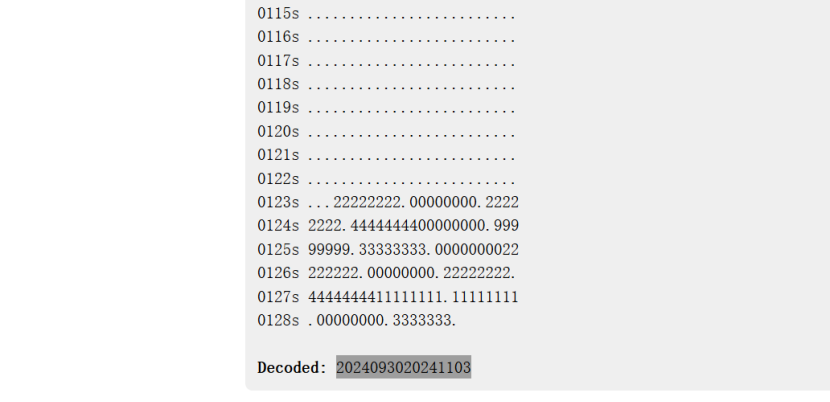 0115s .........................
0116s .........................
0117s .........................
0118s .........................
0119s .........................
0120s .........................
0121s .........................
0122s .........................
0123s ...22222222.00000000.2222
0124s 2222.4444444400000000.999
0125s 99999.33333333.0000000022
0126s 222222.00000000.22222222.
0127s 4444444411111111.11111111
0128s .00000000.3333333.
Decoded: 2024093020241103